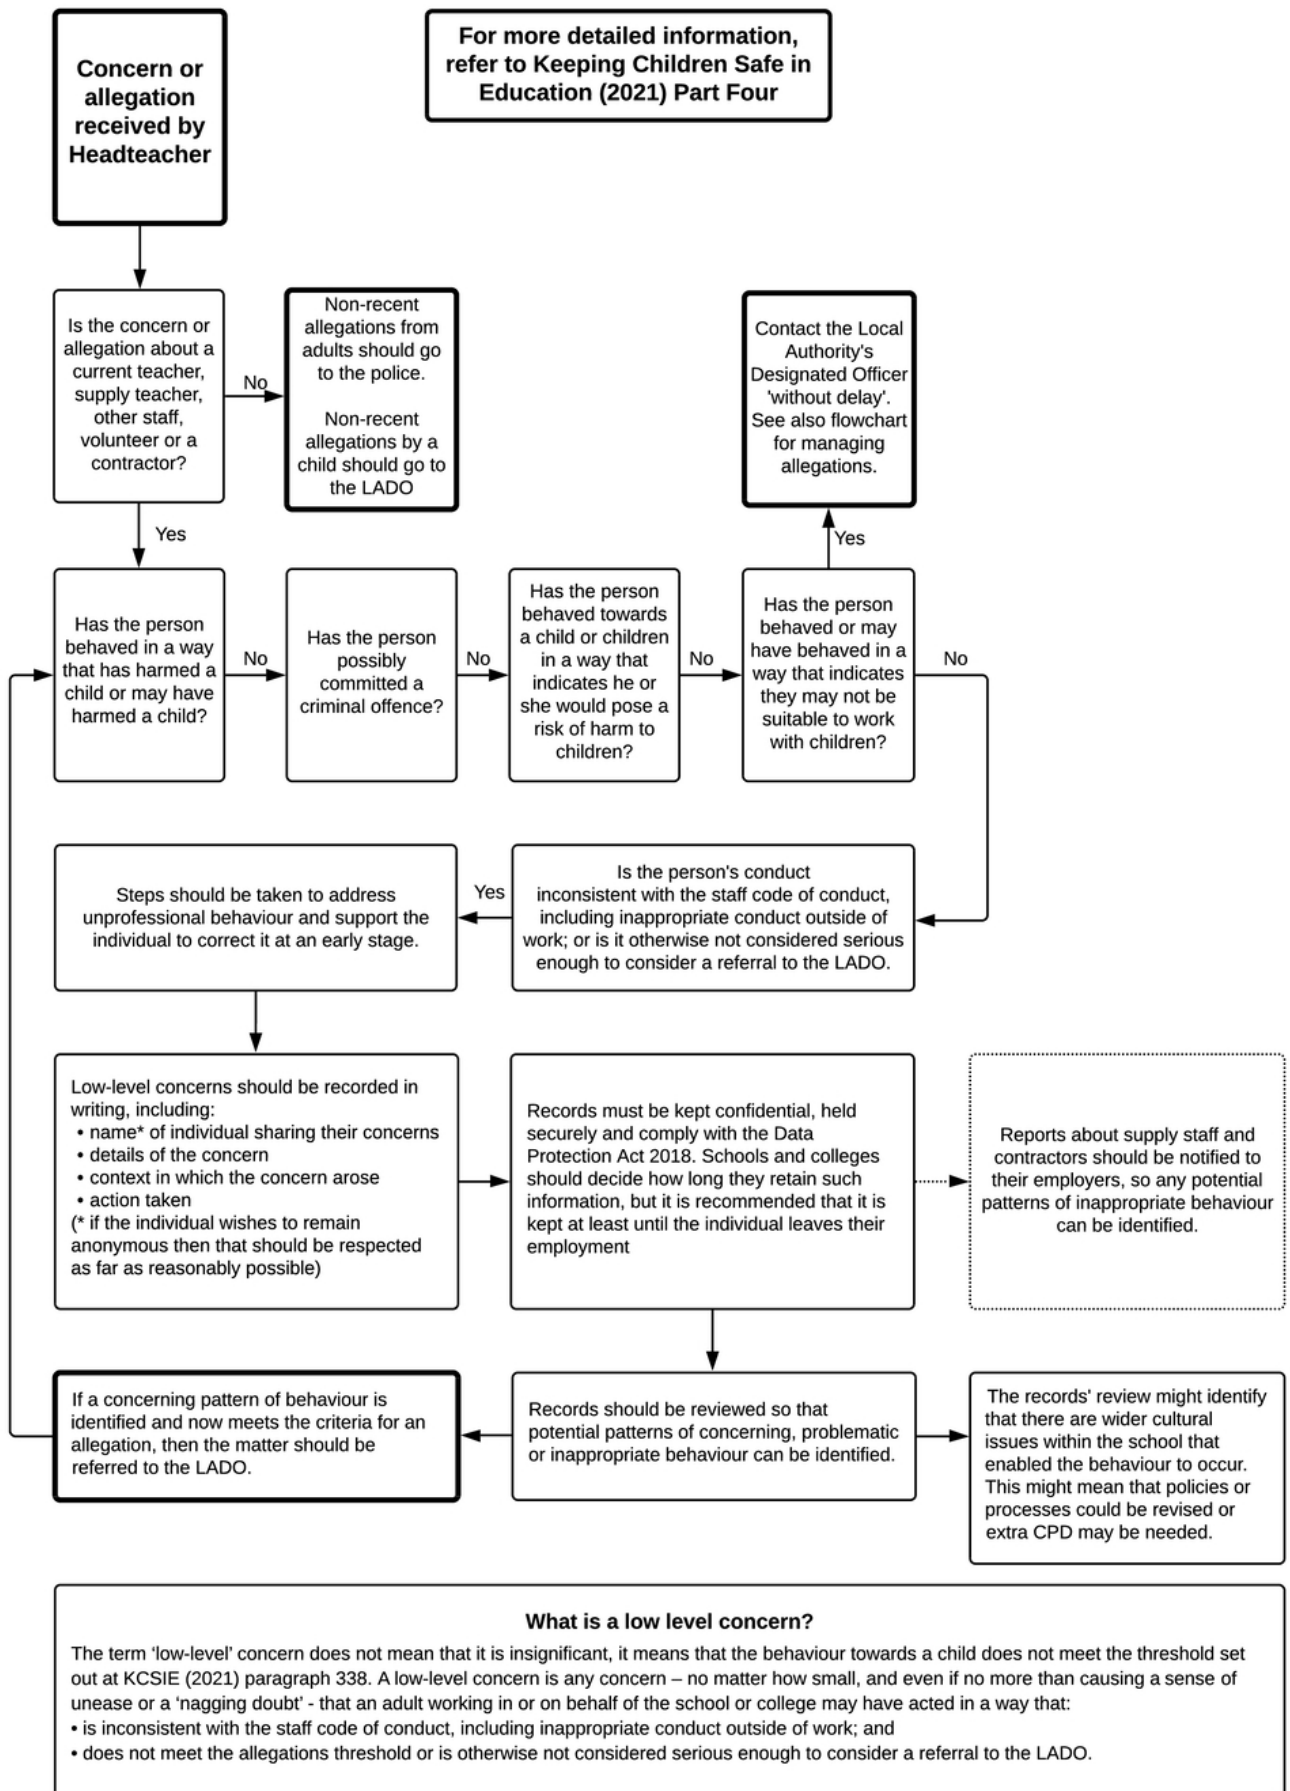 Concern or
allegation
received by
Headteacher
For more detailed information,
refer to Keeping Children Safe in
Education (2021) Part Four
Is the concern or
allegation about a
current teacher,
supply teacher,
other staff,
volunteer or a
contractor?
No
Non-recent
allegations from
adults should go
to the police.
Non-recent
allegations by a
child should go to
the LADO
Contact the Local
Authority's
Designated Officer
'without delay'.
See also flowchart
for managing
allegations.
Yes
Yes
Has the person
behaved in a way
that has harmed a
child or may have
harmed a child?
No
Has the person
possibly
committed a
criminal offence?
No
Has the person
behaved towards
a child or children
in a way that
indicates he or
she would pose a
risk of harm to
children?
No
Has the person
behaved or may
have behaved in a
way that indicates
they may not be
suitable to work
with children?
No
Steps should be taken to address
unprofessional behaviour and support the
individual to correct it at an early stage.
Yes
Is the person's conduct
inconsistent with the staff code of conduct,
including inappropriate conduct outside of
work; or is it otherwise not considered serious
enough to consider a referral to the LADO.
Low-level concerns should be recorded in
writing, including:
• name* of individual sharing their concerns
• details of the concern
• context in which the concern arose
• action taken
(* if the individual wishes to remain
anonymous then that should be respected
as far as reasonably possible)
Records must be kept confidential, held
securely and comply with the Data
Protection Act 2018. Schools and colleges
should decide how long they retain such
information, but it is recommended that it is
kept at least until the individual leaves their
employment
Reports about supply staff and
contractors should be notified to
their employers, so any potential
patterns of inappropriate behaviour
can be identified.
If a concerning pattern of behaviour is
identified and now meets the criteria for an
allegation, then the matter should be
referred to the LADO.
Records should be reviewed so that
potential patterns of concerning, problematic
or inappropriate behaviour can be identified.
The records' review might identify
that there are wider cultural
issues within the school that
enabled the behaviour to occur.
This might mean that policies or
processes could be revised or
extra CPD may be needed.
What is a low level concern?
The term ‘low-level’ concern does not mean that it is insignificant, it means that the behaviour towards a child does not meet the threshold set
out at KCSIE (2021) paragraph 338. A low-level concern is any concern – no matter how small, and even if no more than causing a sense of
unease or a ‘nagging doubt’ - that an adult working in or on behalf of the school or college may have acted in a way that:
• is inconsistent with the staff code of conduct, including inappropriate conduct outside of work; and
• does not meet the allegations threshold or is otherwise not considered serious enough to consider a referral to the LADO.